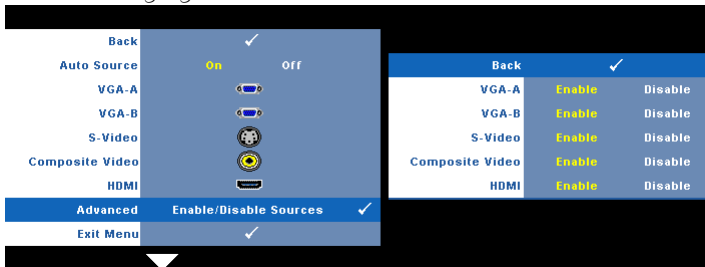 Back ✓
Auto Source On Off
VGA-A
VGA-B
S-Video
Composite Video
HDMI
Advanced Enable/Disable Sources ✓
Exit Menu ✓
Back ✓
VGA-A Enable Disable
VGA-B Enable Disable
S-Video Enable Disable
Composite Video Enable Disable
HDMI Enable Disable